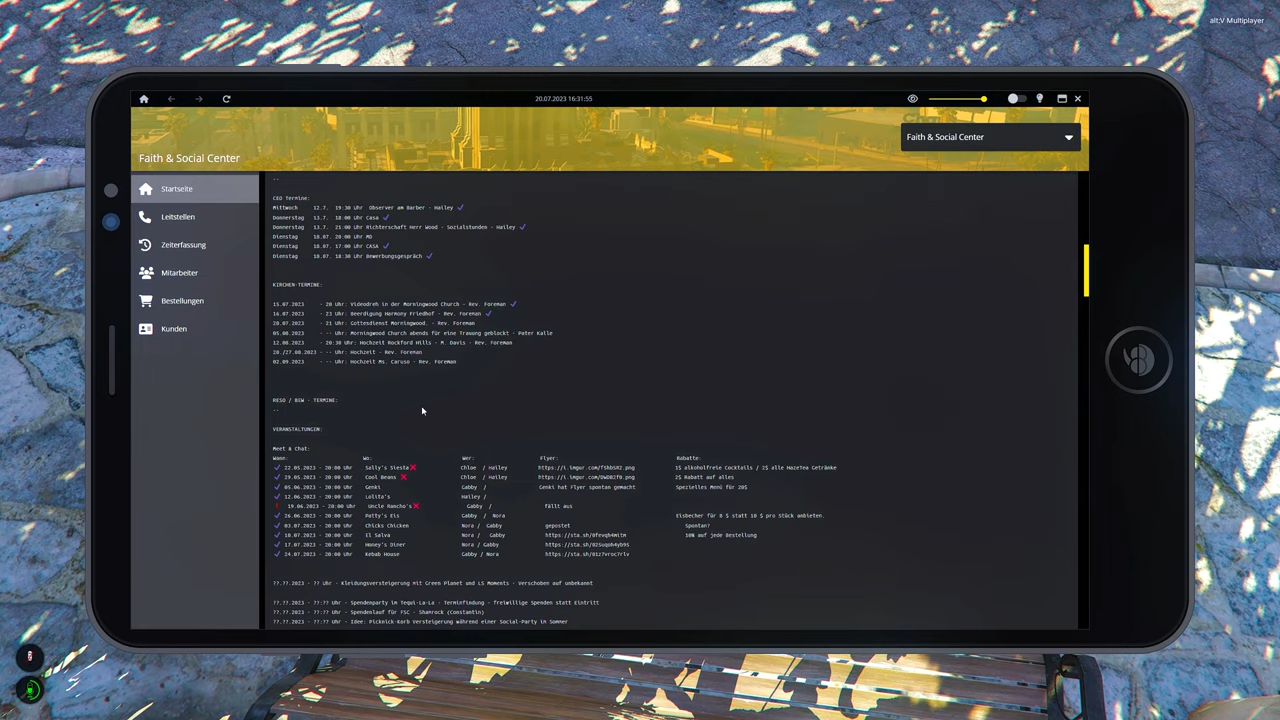 alt:V Multiplayer
20.07.2023 16:31:55
Faith & Social Center
Faith & Social Center
Startseite
Leitstellen
Zeiterfassung
Mitarbeiter
Bestellungen
Kunden
--
CEO Termine:
Mittwoch 12.7. 19:30 Uhr Observer am Barber - Hailey ✓
Donnerstag 13.7. 18:00 Uhr Casa ✓
Donnerstag 13.7. 21:00 Uhr Richterschaft Herr Wood - Sozialstunden - Hailey ✓
Dienstag 18.07. 20:00 Uhr MD
Dienstag 18.07. 17:00 Uhr CASA ✓
Dienstag 18.07. 18:30 Uhr Bewerbungsgespräch ✓
KIRCHEN-TERMINE:
15.07.2023 - 20 Uhr: Videodreh in der Morningwood Church - Rev. Foreman ✓
16.07.2023 - 23 Uhr: Beerdigung Harmony Friedhof - Rev. Foreman ✓
20.07.2023 - 21 Uhr: Gottesdienst Morningwood. - Rev. Foreman
05.08.2023 - -- Uhr: Morningwood Church abends für eine Trauung geblockt - Pater Kalle
12.08.2023 - 20:30 Uhr: Hochzeit Rockford Hills - M. Davis - Rev. Foreman
26./27.08.2023 - -- Uhr: Hochzeit - Rev. Foreman
02.09.2023 - -- Uhr: Hochzeit Ms. Caruso - Rev. Foreman
RESO / BEW - TERMINE:
--
VERANSTALTUNGEN:
Meet & Chat:
Wann: Wo: Wer: Flyer: Rabatte:
✓ 22.05.2023 - 20:00 Uhr Sally's Siesta ❌ Chloe / Hailey 1$ alkoholfreie Cocktails / 2$ alle HazeTea Getränke
✓ 29.05.2023 - 20:00 Uhr Cool Beans ❌ Chloe / Hailey 2$ Rabatt auf alles
✓ 05.06.2023 - 20:00 Uhr Genki Gabby / Genki hat Flyer spontan gemacht Spezielles Menü für 20$
✓ 12.06.2023 - 20:00 Uhr Lolita's Hailey /
! 19.06.2023 - 20:00 Uhr Uncle Rancho's ❌ Gabby / fällt aus
✓ 26.06.2023 - 20:00 Uhr Patty's Eis Gabby / Nora Eisbecher für 8 $ statt 10 $ pro Stück anbieten.
✓ 03.07.2023 - 20:00 Uhr Chicks Chicken Nora / Gabby gepostet Spontan?
✓ 10.07.2023 - 20:00 Uhr El Salva Nora / Gabby 10% auf jede Bestellung
✓ 17.07.2023 - 20:00 Uhr Honey's Diner Nora / Gabby
✓ 24.07.2023 - 20:00 Uhr Kebab House Gabby / Nora
??.??.2023 - ?? Uhr - Kleidungsversteigerung mit Green Planet und LS Moments - Verschoben auf unbekannt
??.??.2023 - ??:?? Uhr - Spendenparty im Tequi-La-La - Terminfindung - freiwillige Spenden statt Eintritt
??.??.2023 - ??:?? Uhr - Spendenlauf für FSC - Shamrock (Constantin)
??.??.2023 - ??:?? Uhr - Idee: Picknick-Korb Versteigerung während einer Social-Party im Sommer